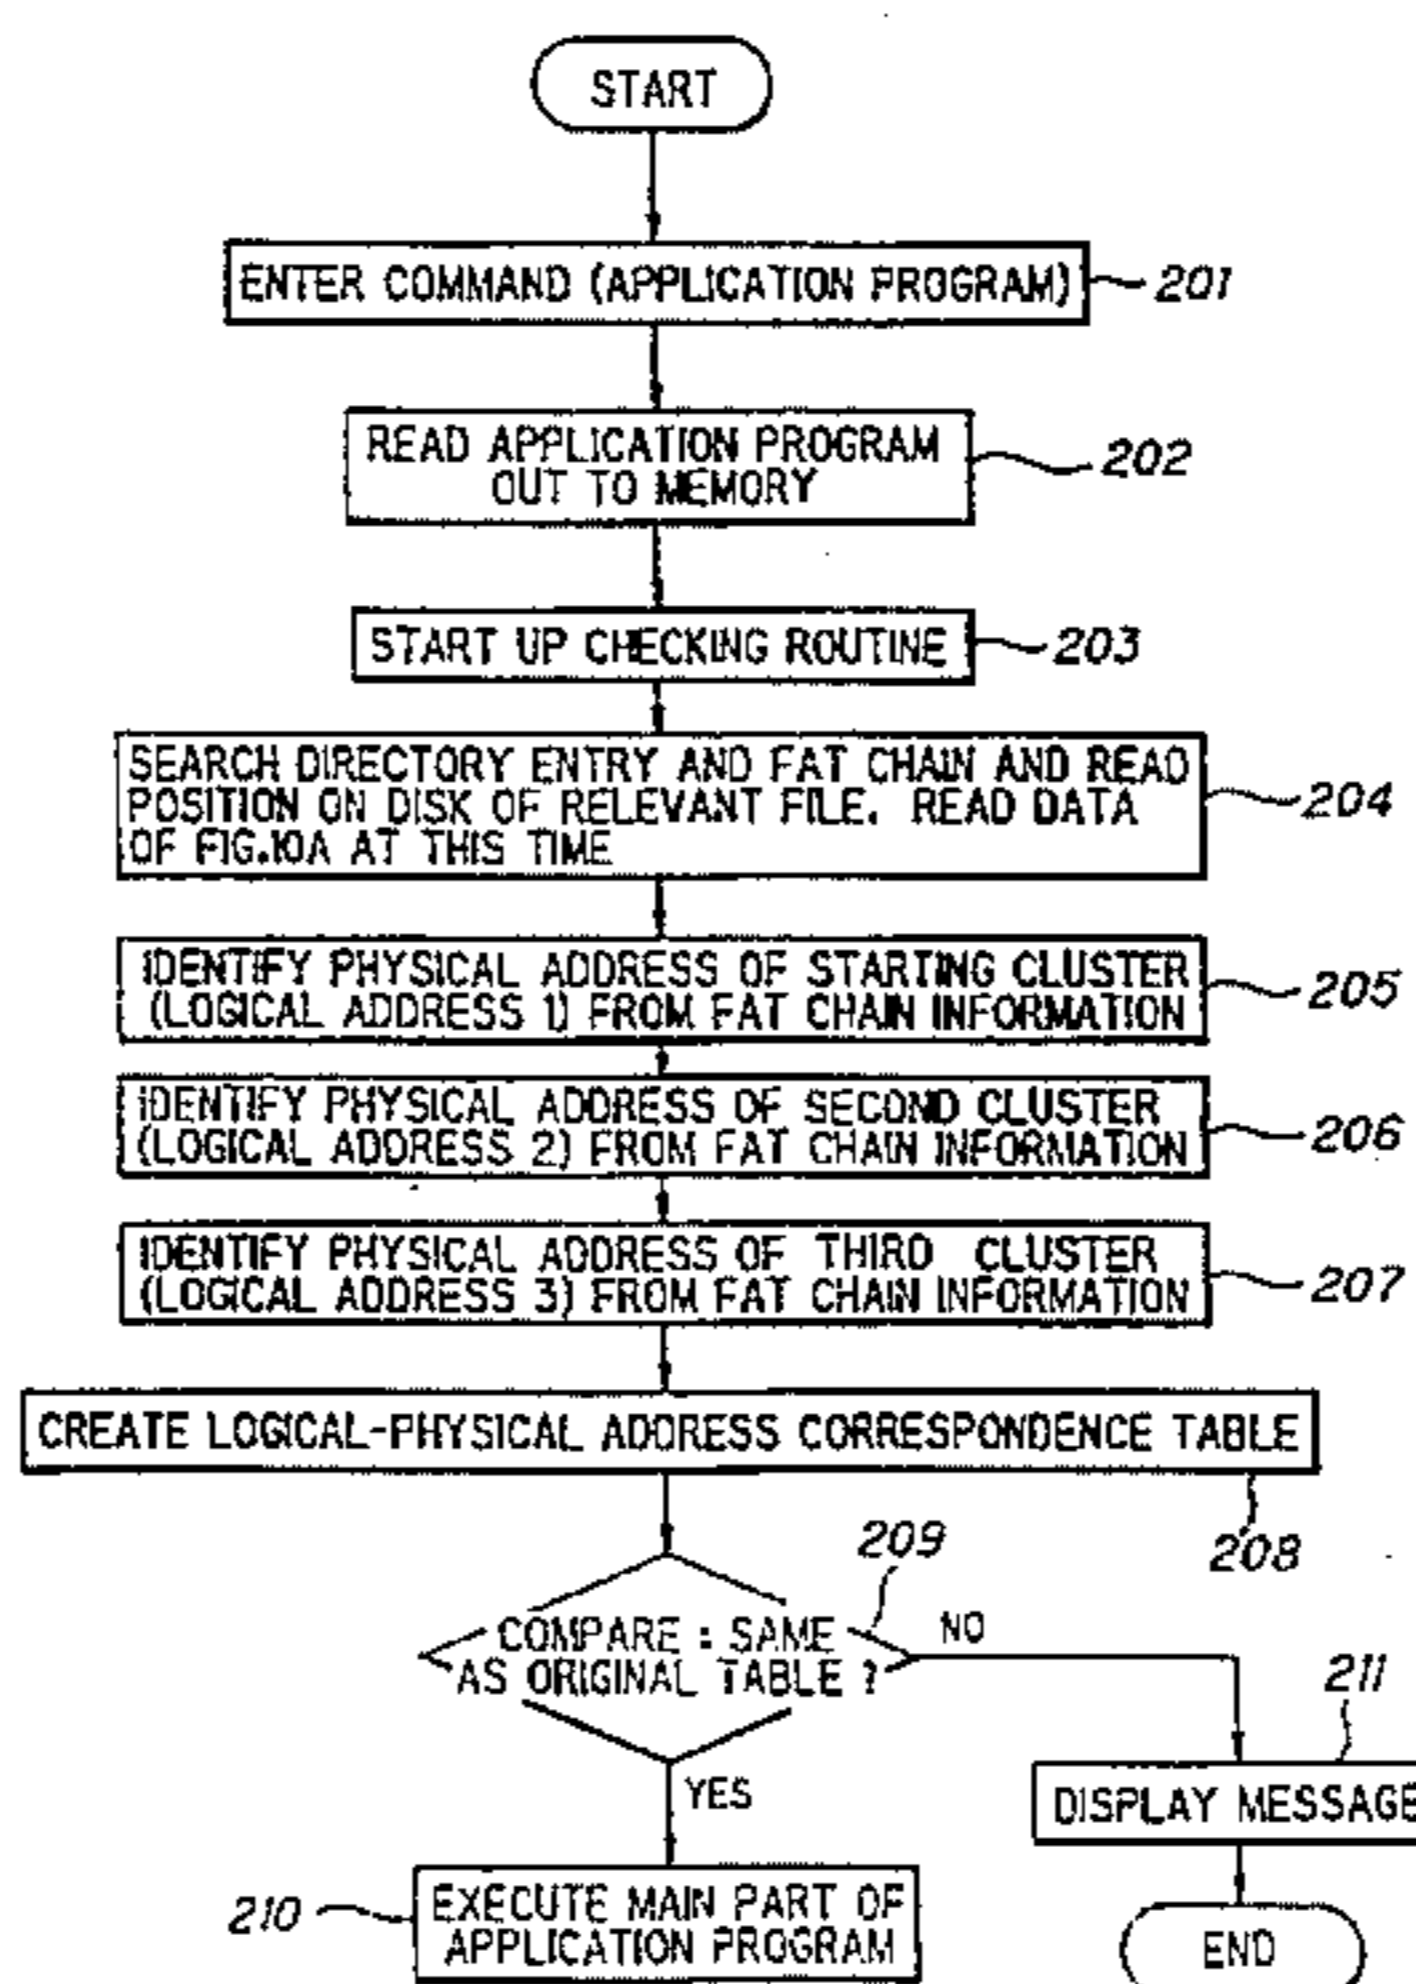 START
ENTER COMMAND (APPLICATION PROGRAM)
201
READ APPLICATION PROGRAM
OUT TO MEMORY
202
START UP CHECKING ROUTINE
203
SEARCH DIRECTORY ENTRY AND FAT CHAIN AND READ
POSITION ON DISK OF RELEVANT FILE. READ DATA
OF FIG.10A AT THIS TIME
204
IDENTIFY PHYSICAL ADDRESS OF STARTING CLUSTER
(LOGICAL ADDRESS 1) FROM FAT CHAIN INFORMATION
205
IDENTIFY PHYSICAL ADDRESS OF SECOND CLUSTER
(LOGICAL ADDRESS 2) FROM FAT CHAIN INFORMATION
206
IDENTIFY PHYSICAL ADDRESS OF THIRD CLUSTER
(LOGICAL ADDRESS 3) FROM FAT CHAIN INFORMATION
207
CREATE LOGICAL-PHYSICAL ADDRESS CORRESPONDENCE TABLE
208
209
COMPARE : SAME
AS ORIGINAL TABLE ?
NO
YES
211
DISPLAY MESSAGE
210
EXECUTE MAIN PART OF
APPLICATION PROGRAM
END